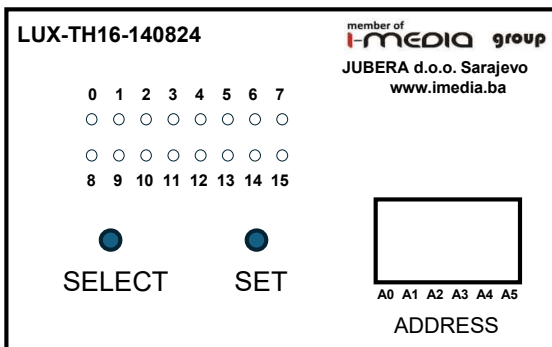 LUX-TH16-140824
member of
i-MEDIA group
JUBERA d.o.o. Sarajevo
www.imedia.ba
0 1 2 3 4 5 6 7
8 9 10 11 12 13 14 15
SELECT SET
A0 A1 A2 A3 A4 A5
ADDRESS